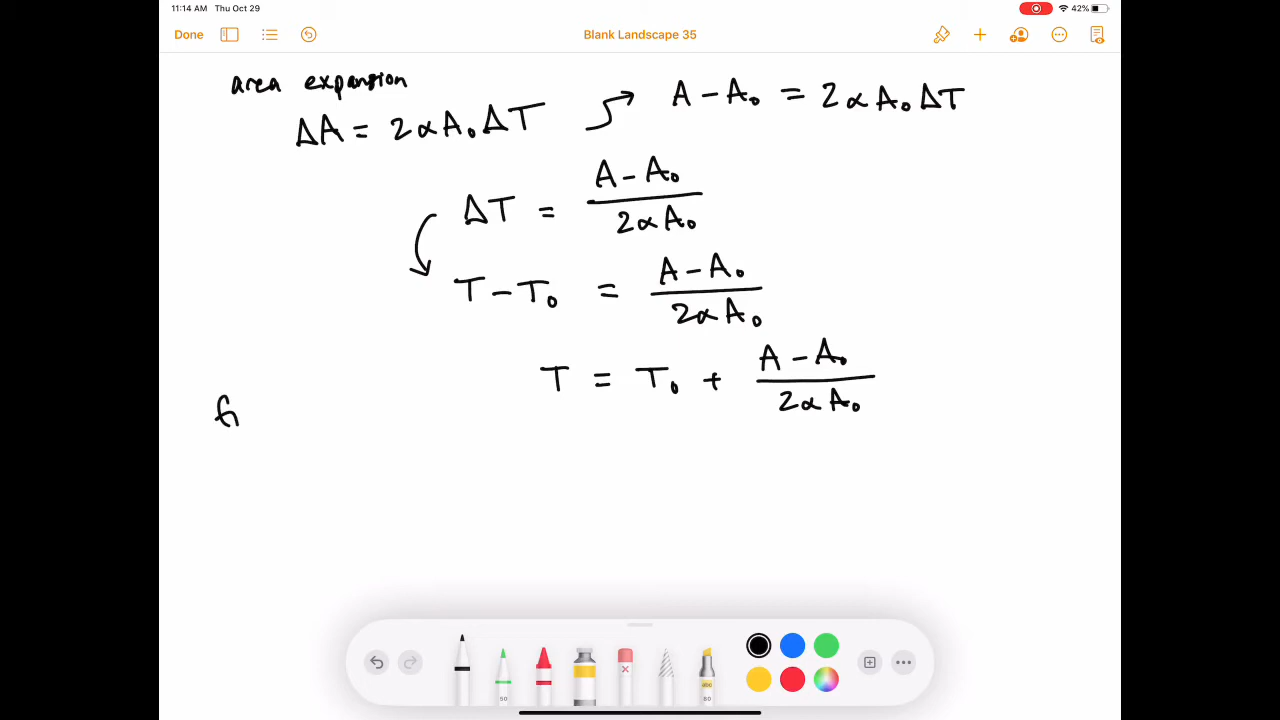 11:14 AM Thu Oct 29 42%
Done Blank Landscape 35
area expansion
ΔA = 2αA₀ΔT A − A₀ = 2αA₀ΔT
ΔT = (A − A₀)/(2αA₀)
T − T₀ = (A − A₀)/(2αA₀)
T = T₀ + (A − A₀)/(2αA₀)